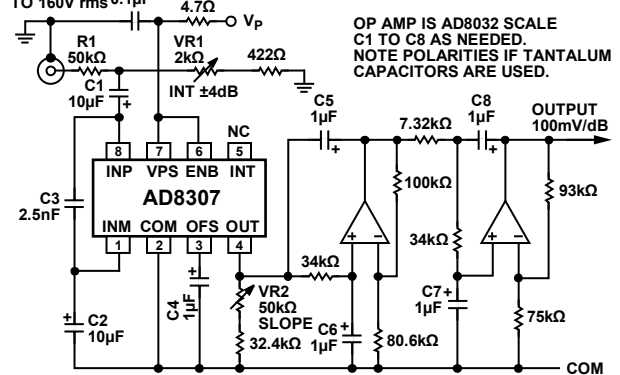 TO 160V rms
0.1µF
4.7Ω
VP
R1
50kΩ
VR1
2kΩ
422Ω
INT ±4dB
C1
10µF
OP AMP IS AD8032 SCALE
C1 TO C8 AS NEEDED.
NOTE POLARITIES IF TANTALUM
CAPACITORS ARE USED.
NC
8 7 6 5
INP VPS ENB INT
AD8307
INM COM OFS OUT
1 2 3 4
C3
2.5nF
C2
10µF
C4
1µF
VR2
50kΩ
SLOPE
32.4kΩ
C5
1µF
34kΩ
C6
1µF
100kΩ
80.6kΩ
7.32kΩ
C8
1µF
34kΩ
C7
1µF
OUTPUT
100mV/dB
93kΩ
75kΩ
COM